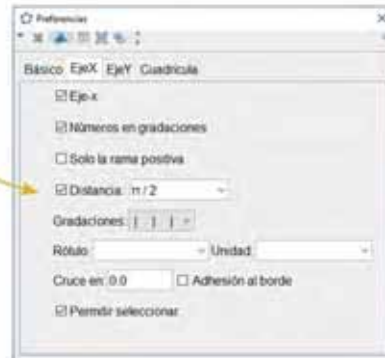 Preferencias
Básico EjeX EjeY Cuadrícula
Eje-x
Números en gradaciones
Solo la rama positiva
Distancia: π / 2
Gradaciones:
Rótulo: Unidad:
Cruce en: 0.0 Adhesión al borde
Permitir seleccionar